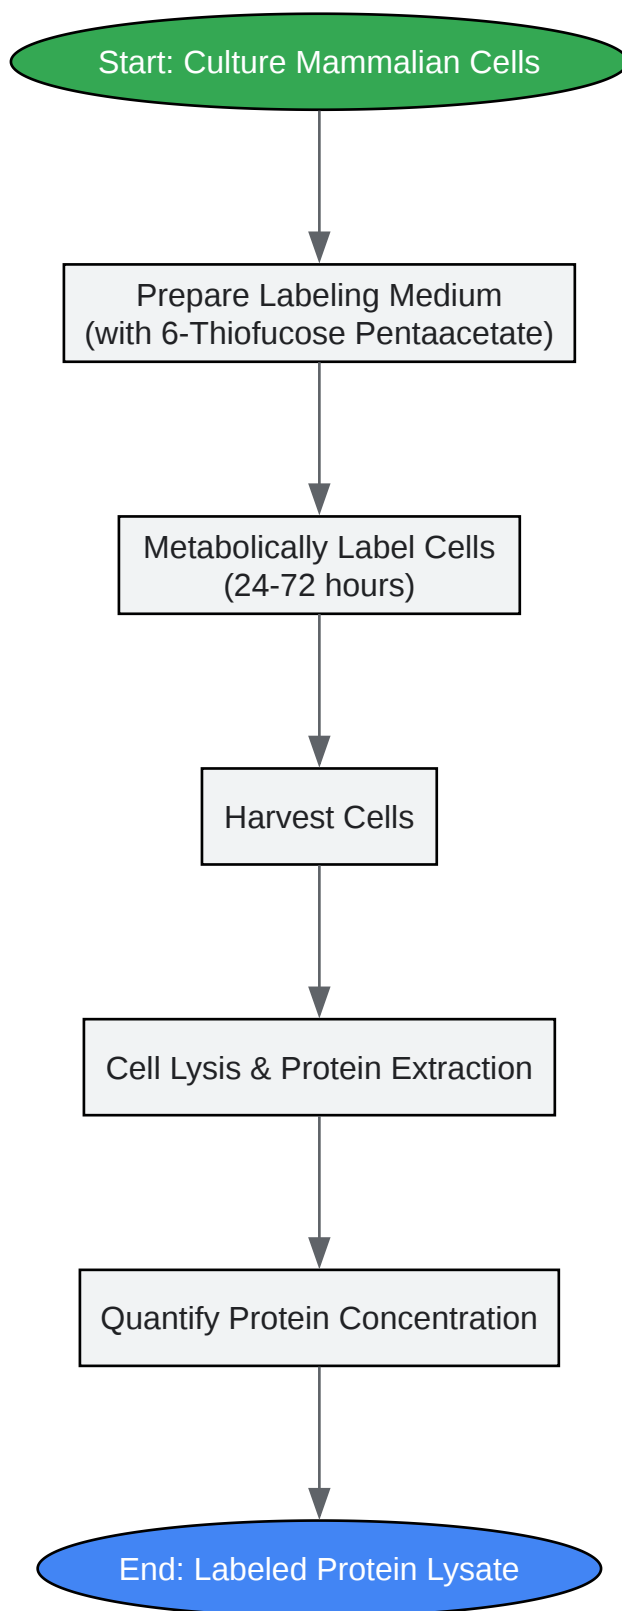 Start: Culture Mammalian Cells
Prepare Labeling Medium
(with 6-Thiofucose Pentaacetate)
Metabolically Label Cells
(24-72 hours)
Harvest Cells
Cell Lysis & Protein Extraction
Quantify Protein Concentration
End: Labeled Protein Lysate